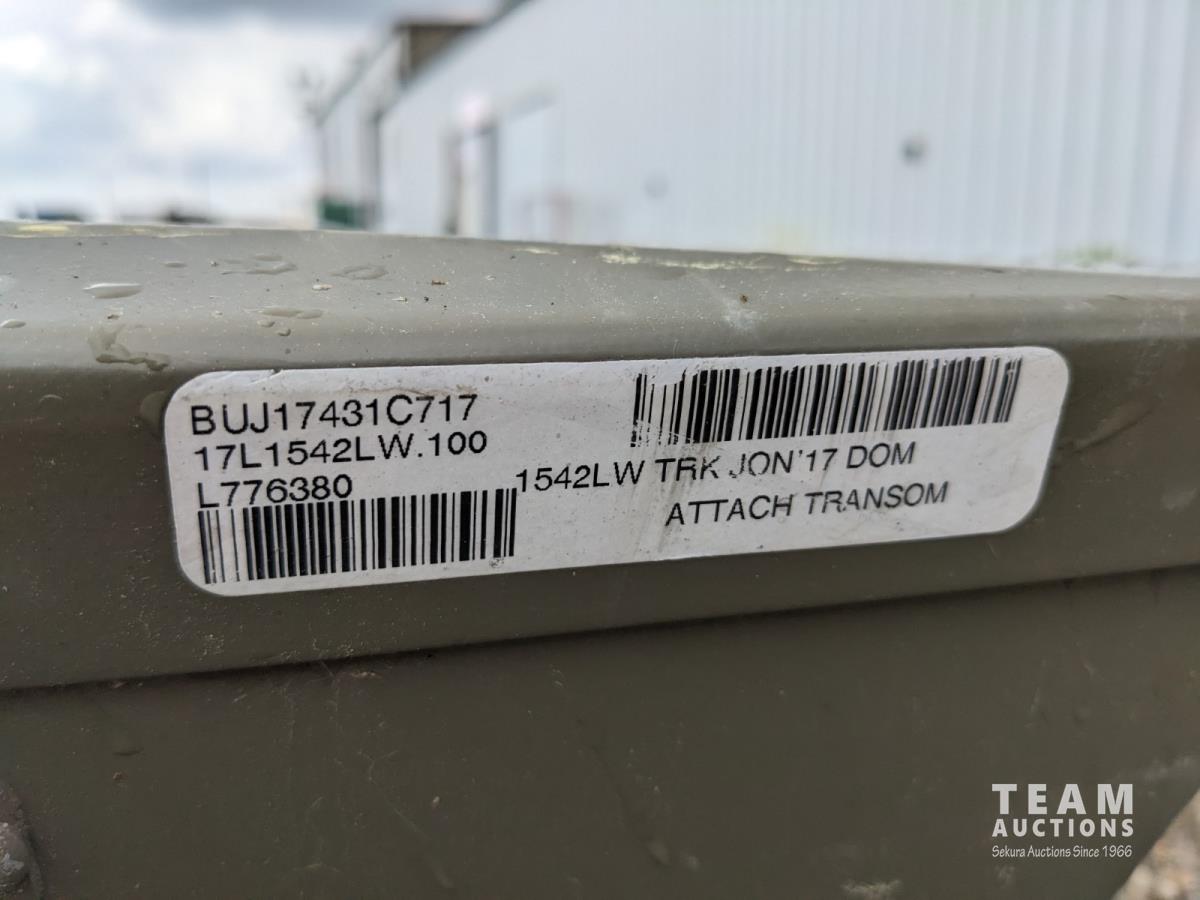 BUJ17431C717
17L1542LW.100
L776380
1542LW TRK JON'17 DOM
ATTACH TRANSOM
TEAM
AUCTIONS
Sekura Auctions Since 1966